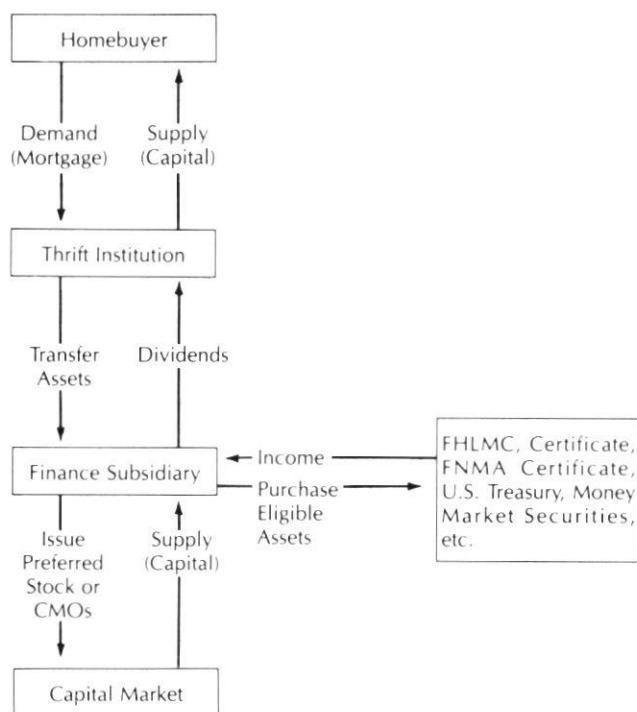 Homebuyer
Demand
(Mortgage)
Supply
(Capital)
Thrift Institution
Transfer
Assets
Dividends
Finance Subsidiary
Income
Purchase
Eligible
Assets
FHLMC, Certificate,
FNMA Certificate,
U.S. Treasury, Money
Market Securities,
etc.
Issue
Preferred
Stock or
CMOs
Supply
(Capital)
Capital Market